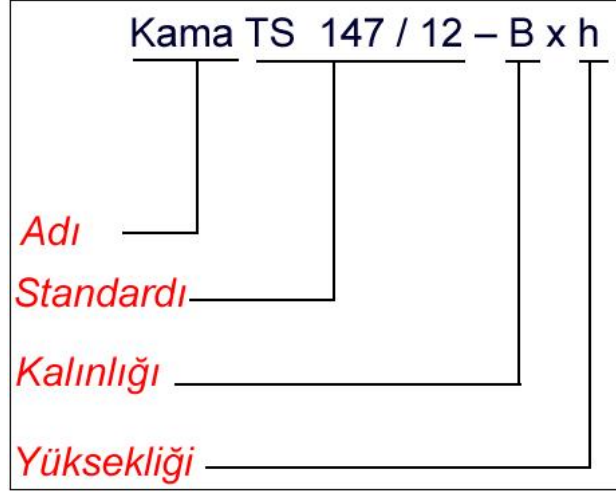 Kama TS 147 / 12 – B x h
Adı
Standardı
Kalınlığı
Yüksekliği